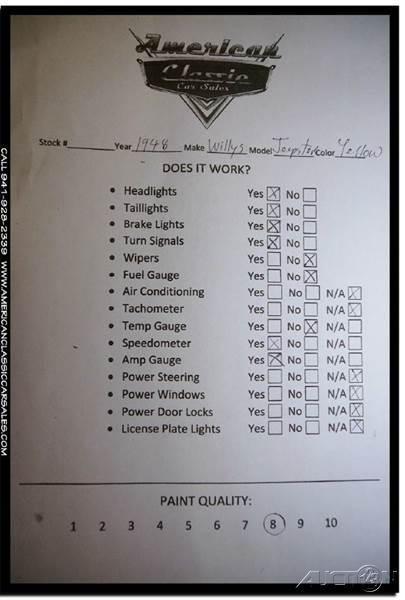 American
Classic
Car Sales
Stock # Year 1948 Make Willys Model Jeepster Color Yellow
DOES IT WORK?
• Headlights Yes ☒ No ☐
• Taillights Yes ☒ No ☐
• Brake Lights Yes ☒ No ☐
• Turn Signals Yes ☒ No ☐
• Wipers Yes ☐ No ☒
• Fuel Gauge Yes ☐ No ☒
• Air Conditioning Yes ☐ No ☐ N/A ☒
• Tachometer Yes ☐ No ☐ N/A ☒
• Temp Gauge Yes ☐ No ☒ N/A ☐
• Speedometer Yes ☒ No ☐ N/A ☐
• Amp Gauge Yes ☒ No ☐ N/A ☐
• Power Steering Yes ☐ No ☐ N/A ☒
• Power Windows Yes ☐ No ☐ N/A ☒
• Power Door Locks Yes ☐ No ☐ N/A ☒
• License Plate Lights Yes ☐ No ☐ N/A ☒
PAINT QUALITY:
1 2 3 4 5 6 7 8 9 10
CALL 941-928-2339 WWW.AMERICANCLASSICCARSALES.COM
AUCTION 123